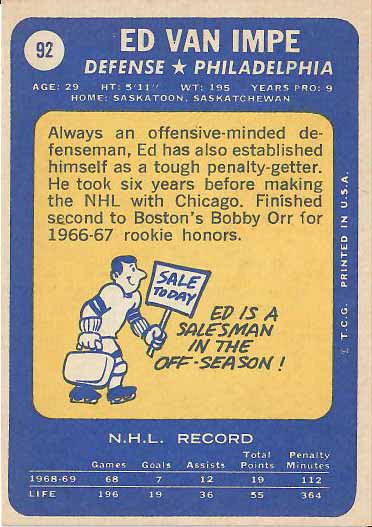 92
ED VAN IMPE
DEFENSE ★ PHILADELPHIA
AGE: 29 HT: 5'11" WT: 195 YEARS PRO: 9
HOME: SASKATOON, SASKATCHEWAN
Always an offensive-minded de-
fenseman, Ed has also established
himself as a tough penalty-getter.
He took six years before making
the NHL with Chicago. Finished
second to Boston's Bobby Orr for
1966-67 rookie honors.
SALE
TODAY
ED IS A
SALESMAN
IN THE
OFF-SEASON!
© T.C.G. PRINTED IN U.S.A.
N.H.L. RECORD
Games Goals Assists Total Points Penalty Minutes
1968-69 68 7 12 19 112
LIFE 196 19 36 55 364